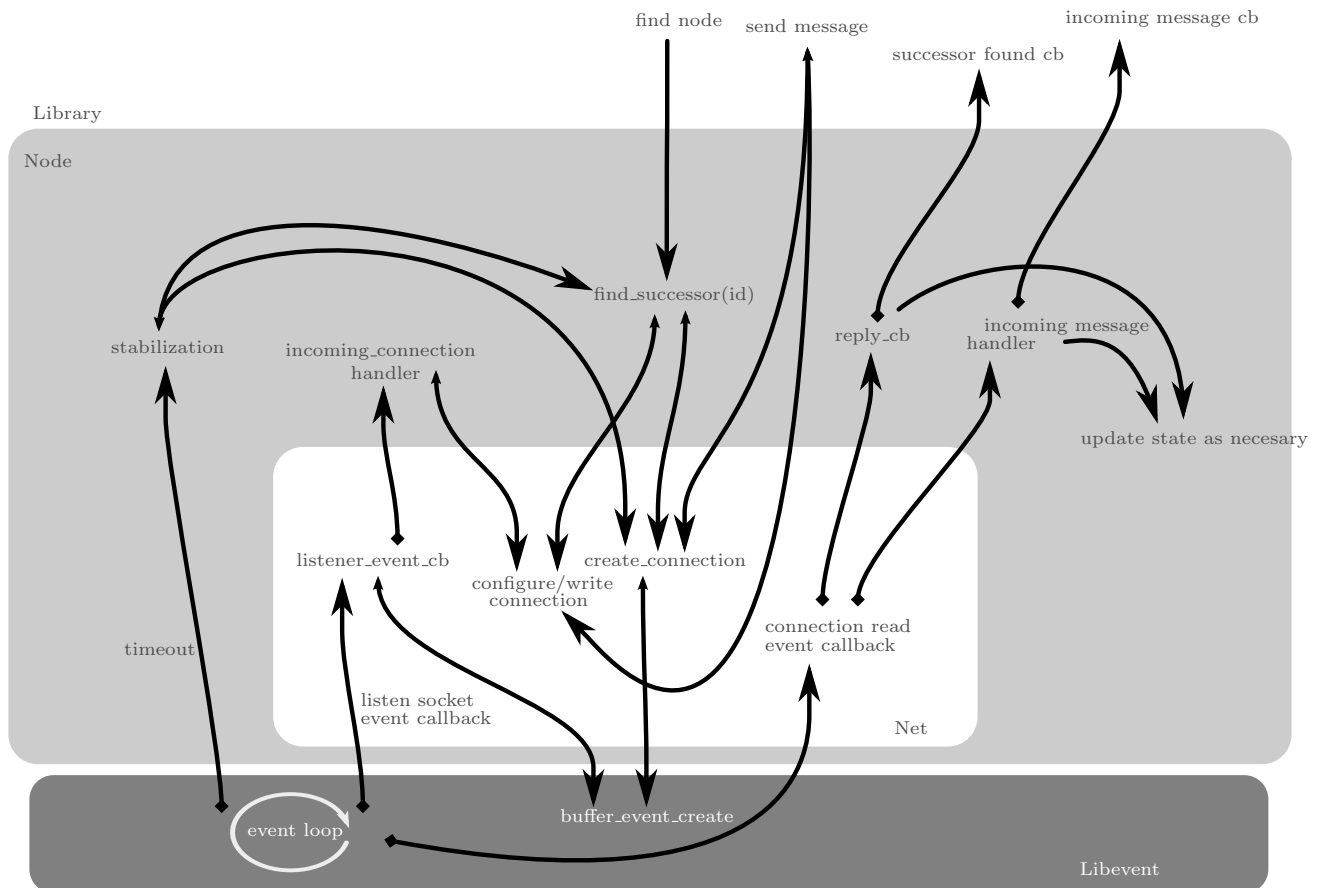 find node
send message
incoming message cb
successor found cb
Library
Node
find_successor(id)
stabilization
incoming_connection
handler
reply_cb
incoming message
handler
update state as necesary
listener_event_cb
create_connection
configure/write
connection
connection read
event callback
timeout
listen socket
event callback
Net
buffer_event_create
event loop
Libevent